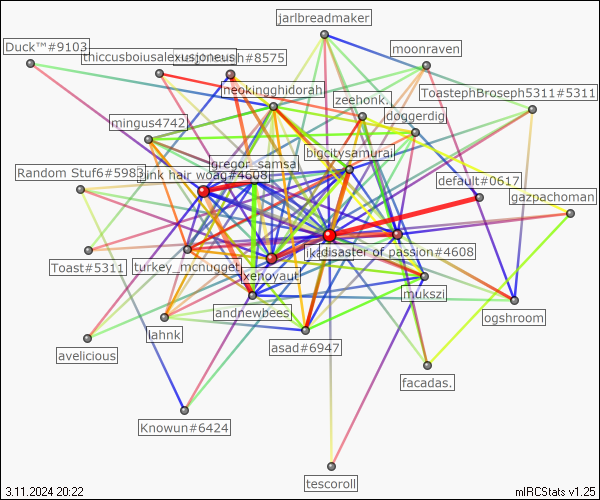 jarlbreadmaker
Duck™#9103
moonraven
thiccusboiusalexusjoneus
#8575
neokingghidorah
ToastephBroseph5311#5311
zeehonk.
doggerdig
mingus4742
bigcitysamurai
gregor_samsa
Random Stuf6#5983
pink hair woag#4608
default#0617
gazpachoman
disaster of passion#4608
Toast#5311
turkey_mcnugget
xenoyaut
mukszi
andnewbees
ogshroom
lahnk
asad#6947
avelicious
facadas.
Knowun#6424
tescoroll
3.11.2024 20:22
mIRCStats v1.25